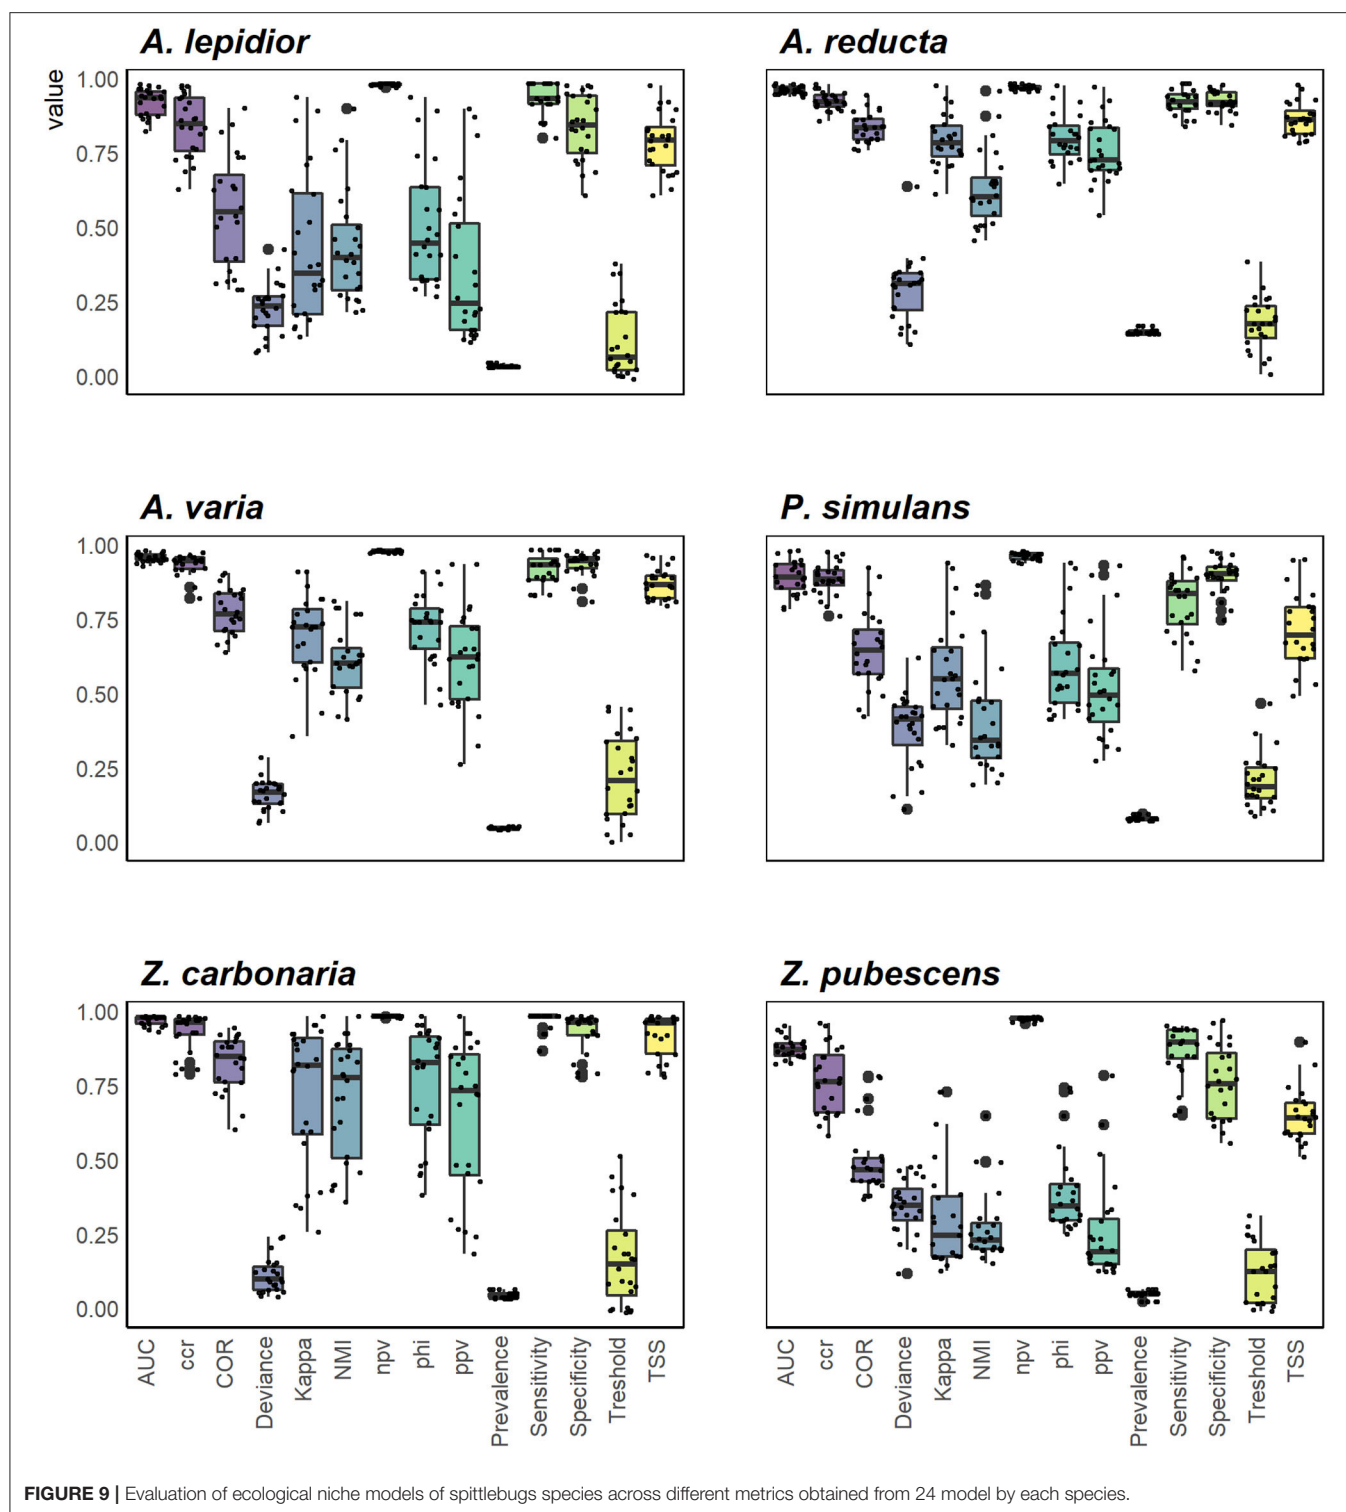 A. lepidior
A. reducta
value
1.00
0.75
0.50
0.25
0.00
A. varia
P. simulans
1.00
0.75
0.50
0.25
0.00
Z. carbonaria
Z. pubescens
1.00
0.75
0.50
0.25
0.00
AUC
ccr
COR
Deviance
Kappa
NMI
npv
phi
ppv
Prevalence
Sensitivity
Specificity
Treshold
TSS
AUC
ccr
COR
Deviance
Kappa
NMI
npv
phi
ppv
Prevalence
Sensitivity
Specificity
Treshold
TSS
FIGURE 9 | Evaluation of ecological niche models of spittlebugs species across different metrics obtained from 24 model by each species.